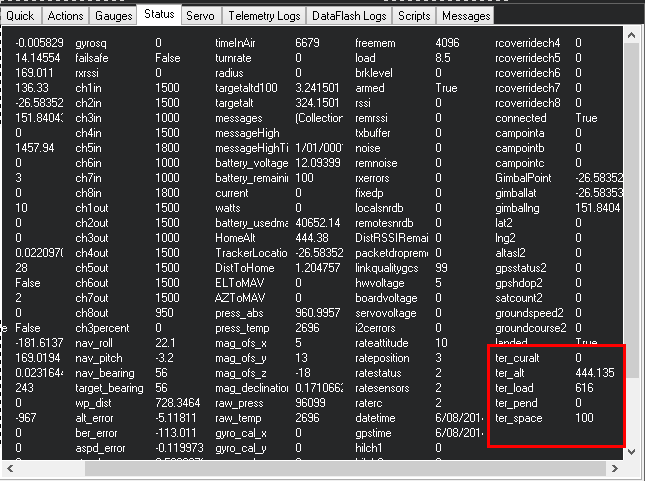 Quick Actions Gauges Status Servo Telemetry Logs DataFlash Logs Scripts Messages
-0.005829 gyrosq 0 timeInAir 6679 freemem 4096 rcoverridech4 0
14.14554 failsafe False turnrate 0 load 8.5 rcoverridech5 0
169.011 rxrssi 0 radius 0 brklevel 0 rcoverridech6 0
136.33 ch1in 1500 targetaltd100 3.241501 armed True rcoverridech7 0
-26.58352 ch2in 1500 targetalt 324.1501 rssi 0 rcoverridech8 0
151.8404 ch3in 1000 messages (Collection remrssi 0 connected True
0 ch4in 1500 messageHigh txbuffer 0 campointa 0
1457.94 ch5in 1800 messageHighTi 1/01/000 noise 0 campointb 0
0 ch6in 1000 battery_voltage 12.09399 remnoise 0 campointc 0
3 ch7in 1000 battery_remaini 100 rxerrors 0 GimbalPoint -26.58353
0 ch8in 1800 current 0 fixedp 0 gimballat -26.58353
10 ch1out 1500 watts 0 localsnrdb 0 gimballng 151.8404
0 ch2out 1500 battery_usedma 40652.14 remotesnrdb 0 lat2 0
0 ch3out 1000 HomeAlt 444.38 DistRSSIRemai 0 lng2 0
0.022097 ch4out 1500 TrackerLocatio -26.58352 packetdropreme 0 altasl2 0
28 ch5out 1500 DistToHome 1.204757 linkqualitygcs 99 gpsstatus2 0
False ch6out 1500 ELToMAV 0 hwvoltage 5 gpshdop2 0
2 ch7out 1500 AZToMAV 0 boardvoltage 0 satcount2 0
0 ch8out 950 press_abs 960.9957 servovoltage 0 groundspeed2 0
e False ch3percent 0 press_temp 2696 i2cerrors 0 groundcourse2 0
-181.6137 nav_roll 22.1 mag_ofs_x 5 rateattitude 10 landed True
169.0194 nav_pitch -3.2 mag_ofs_y 13 rateposition 3 ter_curalt 0
0.023164 nav_bearing 56 mag_ofs_z -18 ratestatus 2 ter_alt 444.135
243 target_bearing 56 mag_declination 0.171066 ratesensors 2 ter_load 616
0 wp_dist 728.3464 raw_press 96099 raterc 2 ter_pend 0
-967 alt_error -5.11811 raw_temp 2696 datetime 6/08/201 ter_space 100
0 ber_error -113.011 gyro_cal_x 0 gpstime 6/08/201
0 aspd_error -0.119973 gyro_cal_y 0 hilch1 0